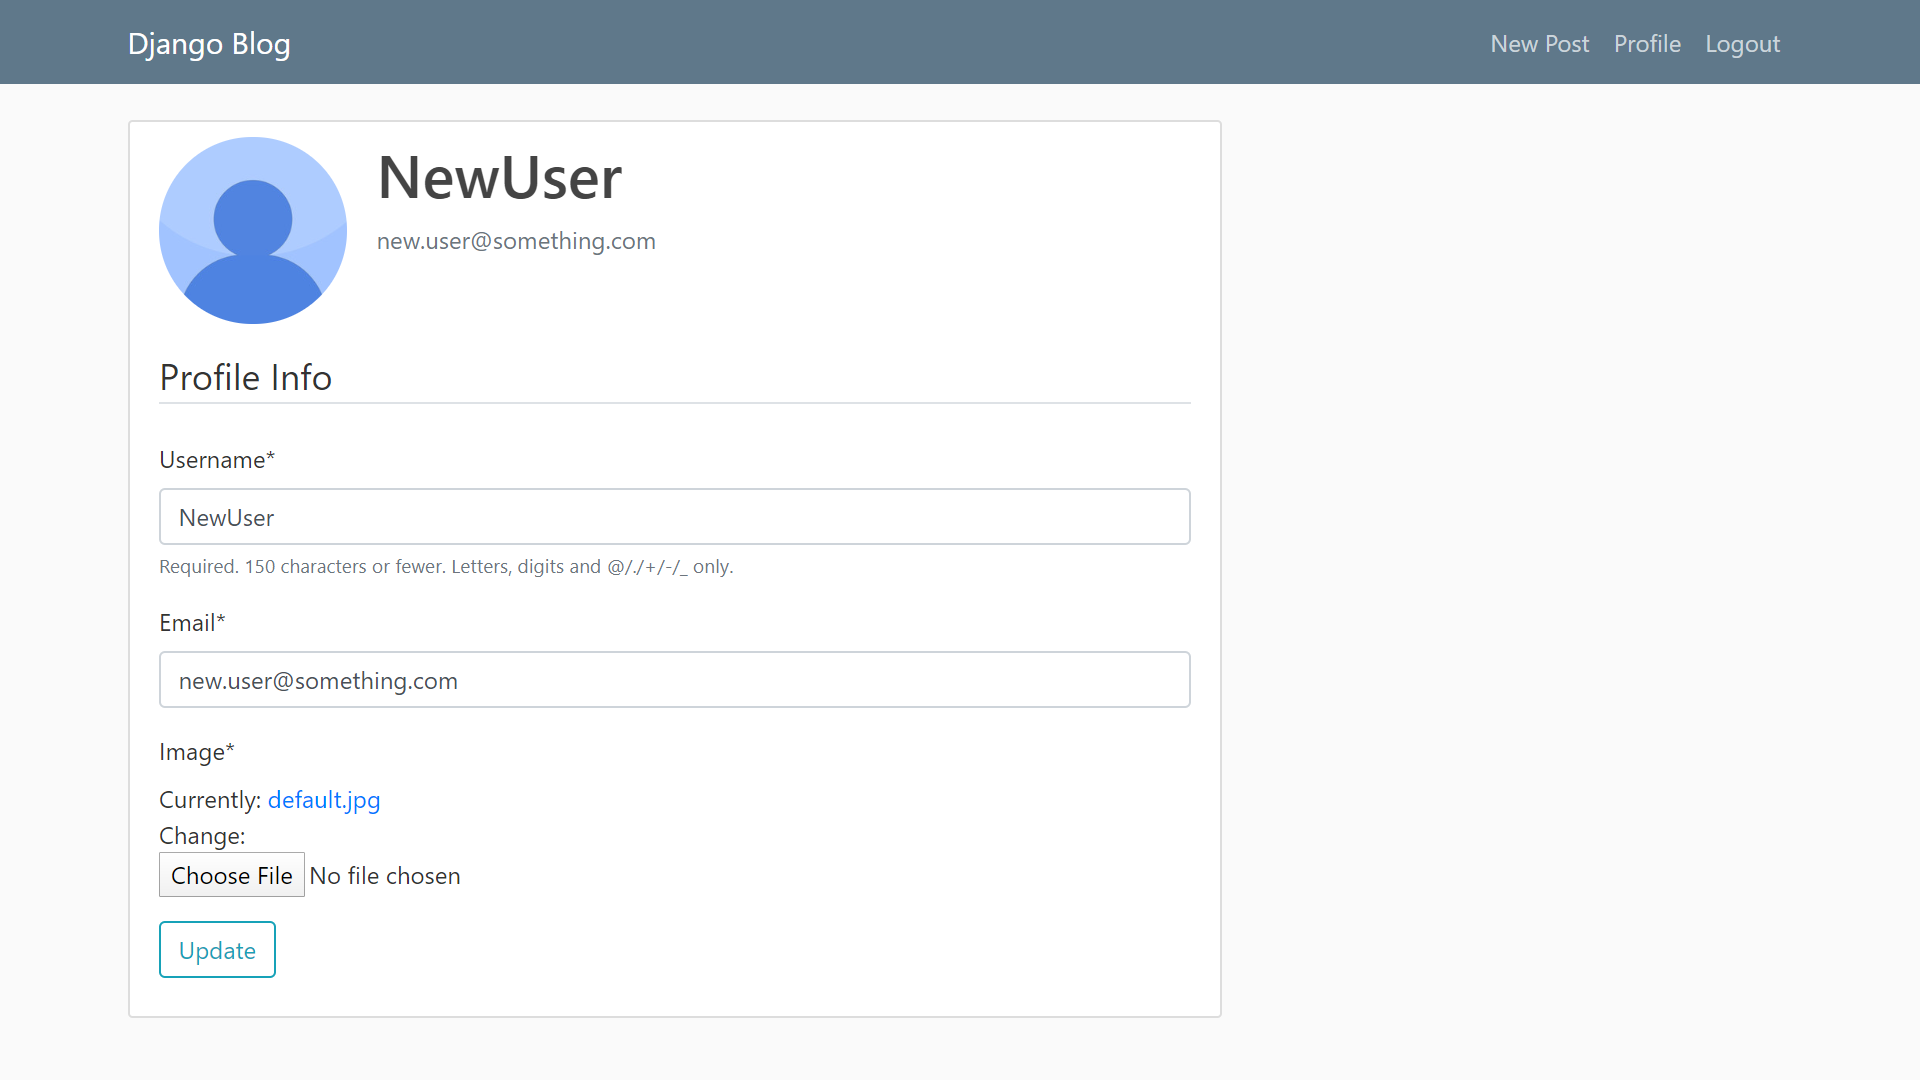 Django Blog
New Post Profile Logout
NewUser
new.user@something.com
Profile Info
Username*
NewUser
Required. 150 characters or fewer. Letters, digits and @/./+/-/_ only.
Email*
new.user@something.com
Image*
Currently: default.jpg
Change:
Choose File No file chosen
Update